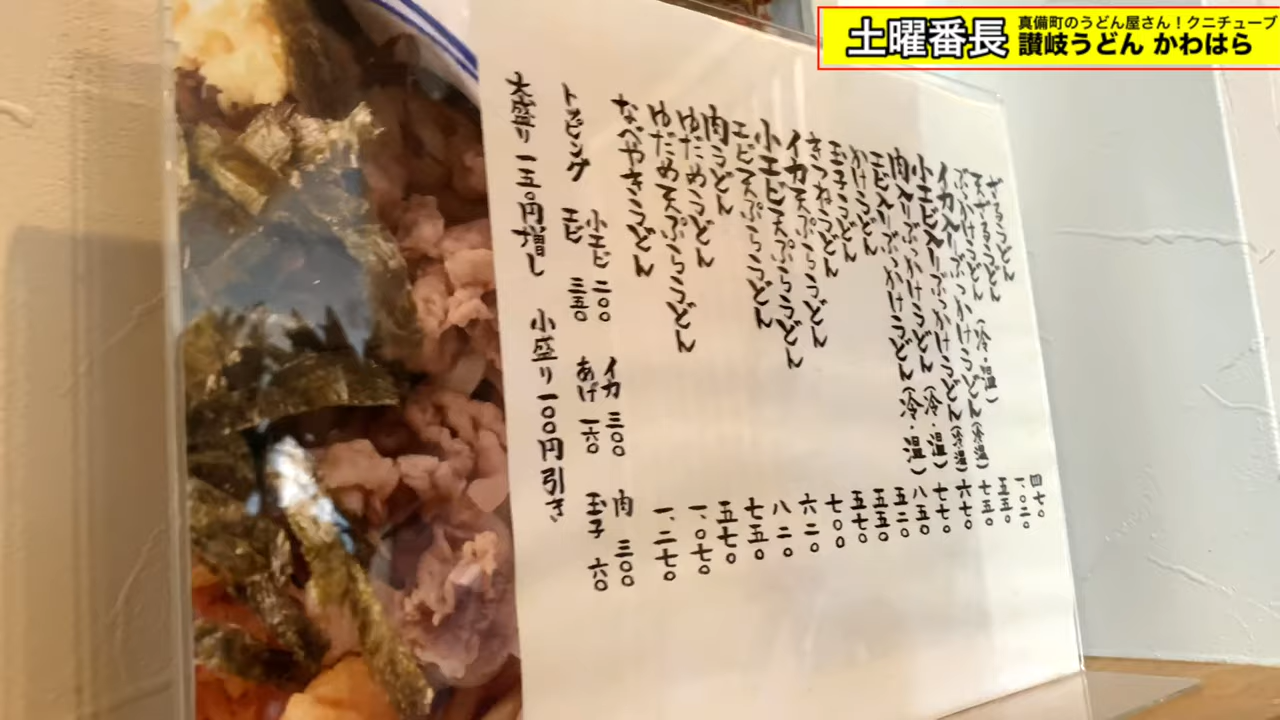 土曜番長
真備町のうどん屋さん！クニチューブ
讃岐うどん かわはら
ざるうどん 四七〇
天ざるうどん 一、〇二〇
ぶっかけうどん(冷・温) 五五〇
イカ入りぶっかけうどん(冷・温) 七五〇
小エビ入りぶっかけうどん(冷・温) 六七〇
肉入りぶっかけうどん(冷・温) 七七〇
エビ入りぶっかけうどん(冷・温) 八五〇
かけうどん 五二〇
玉子うどん 五五〇
きつねうどん 五七〇
イカ天ぷらうどん 七〇〇
小エビ天ぷらうどん 六二〇
エビ天ぷらうどん 八二〇
肉うどん 七五〇
ゆだめうどん 五七〇
ゆだめ天ぷらうどん 一、〇七〇
なべやきうどん 一、二七〇
トッピング 小エビ 二〇〇 イカ 三〇〇 肉 三〇〇
エビ 三五〇 あげ 一六〇 玉子 六〇
大盛り 一五〇円増し 小盛り 一〇〇円引き